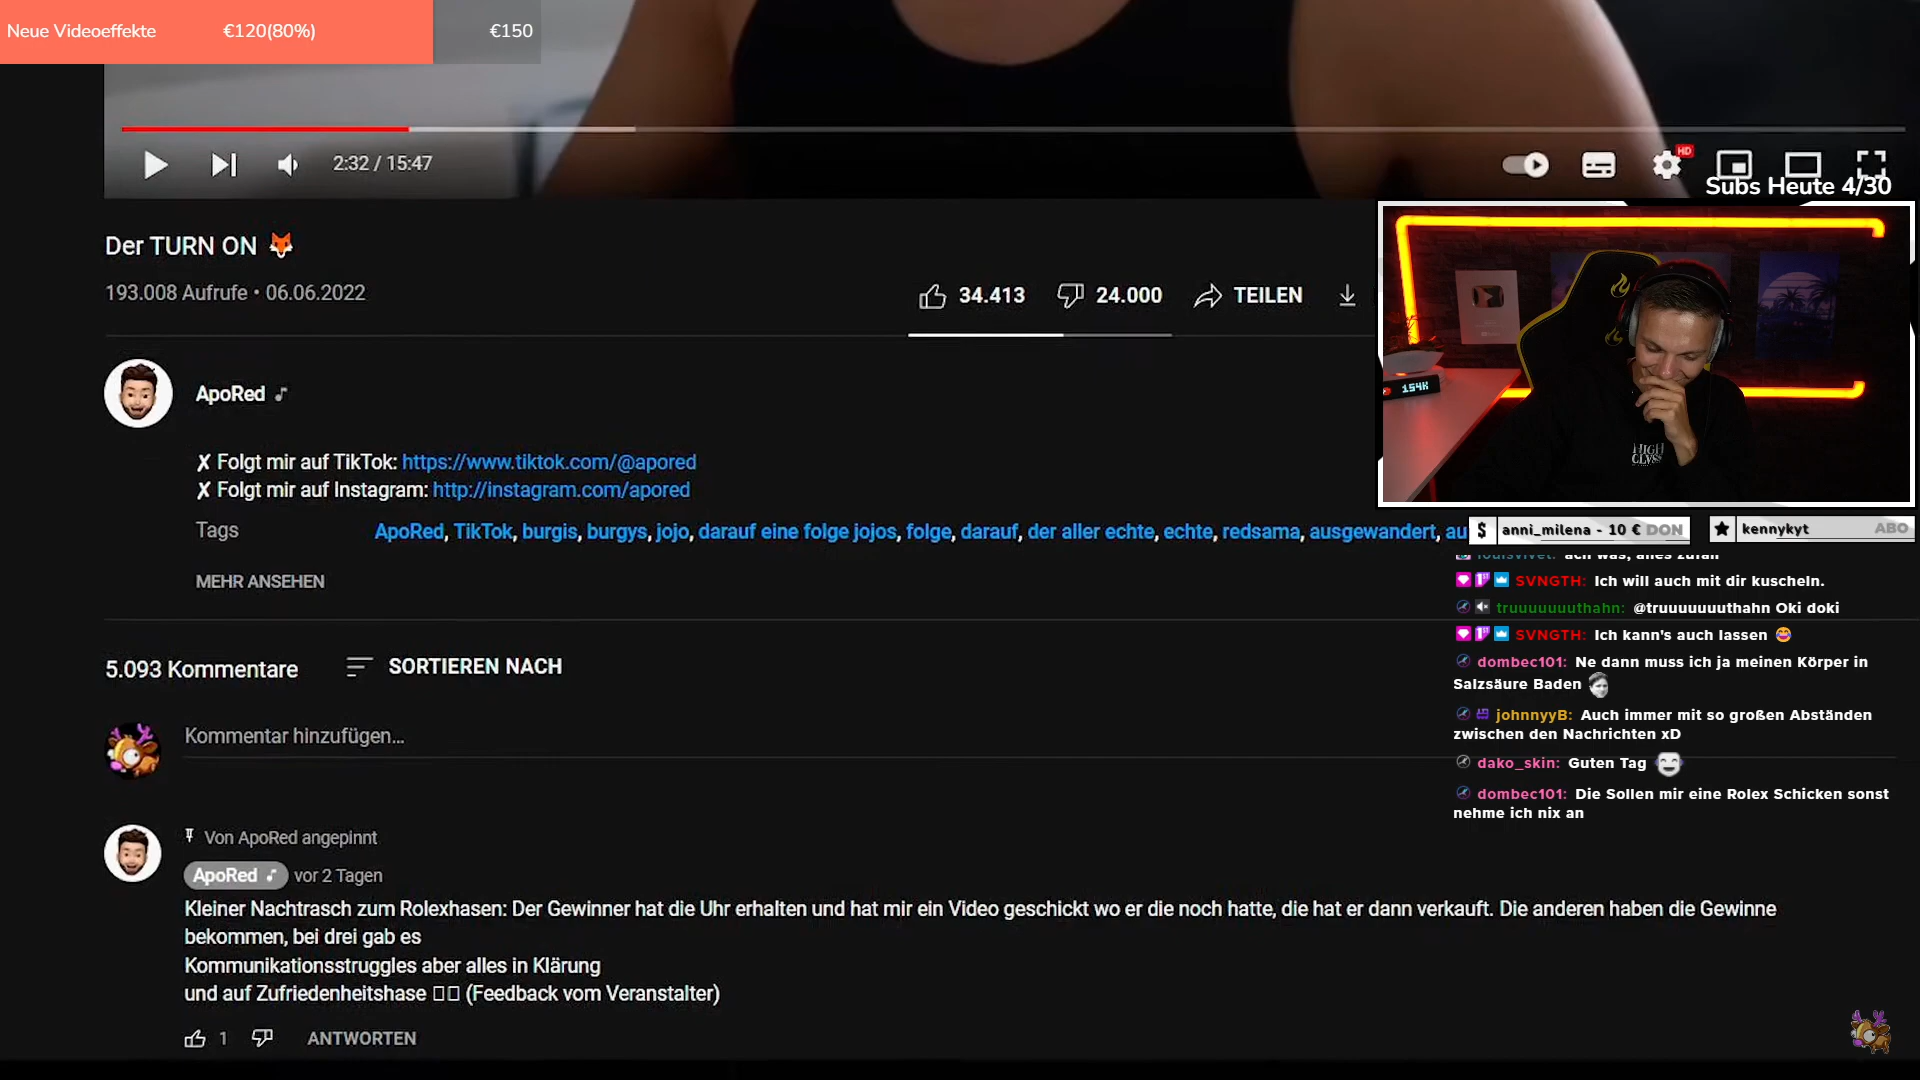 Neue Videoeffekte €120(80%) €150
2:32 / 15:47
HD
Subs Heute 4/30
Der TURN ON
193.008 Aufrufe • 06.06.2022
34.413 24.000 TEILEN
154K
HIGH
CLVSS
ApoRed
✗ Folgt mir auf TikTok: https://www.tiktok.com/@apored
✗ Folgt mir auf Instagram: http://instagram.com/apored
Tags ApoRed, TikTok, burgis, burgys, jojo, darauf eine folge jojos, folge, darauf, der aller echte, echte, redsama, ausgewandert, au
MEHR ANSEHEN
$ anni_milena - 10 € DON
kennykyt ABO
louisvivet: ach was, alles zufall
SVNGTH: Ich will auch mit dir kuscheln.
truuuuuuuthahn: @truuuuuuuthahn Oki doki
SVNGTH: Ich kann's auch lassen 😂
dombec101: Ne dann muss ich ja meinen Körper in
Salzsäure Baden
johnnyyB: Auch immer mit so großen Abständen
zwischen den Nachrichten xD
dako_skin: Guten Tag
dombec101: Die Sollen mir eine Rolex Schicken sonst
nehme ich nix an
5.093 Kommentare SORTIEREN NACH
Kommentar hinzufügen...
Von ApoRed angepinnt
ApoRed vor 2 Tagen
Kleiner Nachtrasch zum Rolexhasen: Der Gewinner hat die Uhr erhalten und hat mir ein Video geschickt wo er die noch hatte, die hat er dann verkauft. Die anderen haben die Gewinne
bekommen, bei drei gab es
Kommunikationsstruggles aber alles in Klärung
und auf Zufriedenheitshase (Feedback vom Veranstalter)
1 ANTWORTEN